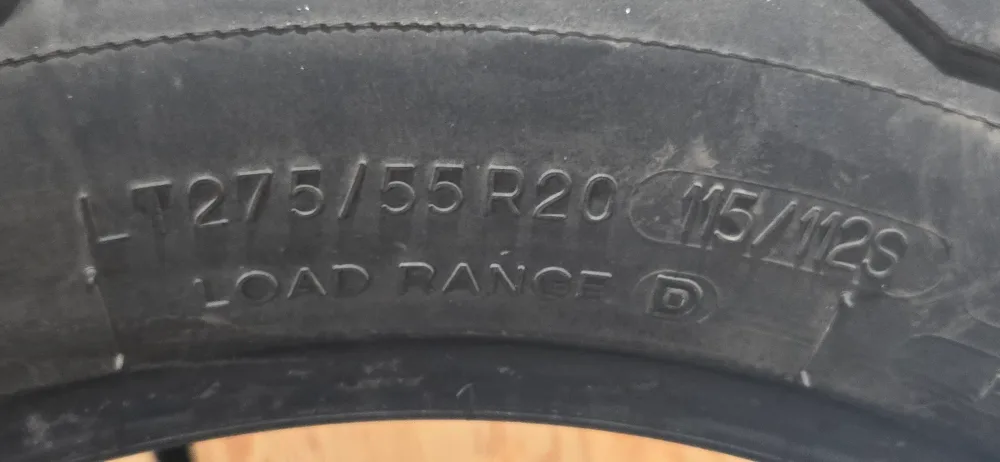 LT275/55R20 115/112S
LOAD RANGE D